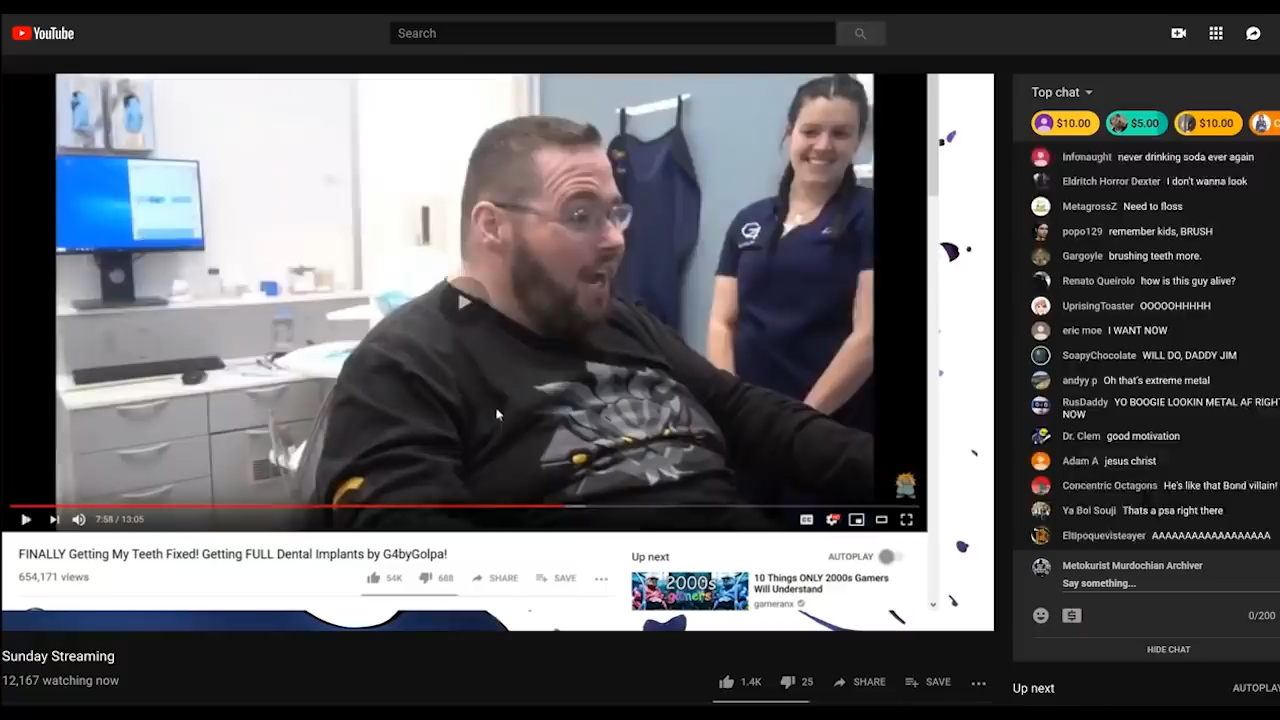 YouTube
Search
Top chat
$10.00
$5.00
$10.00
Infonaught never drinking soda ever again
Eldritch Horror Dexter I don't wanna look
MetagrossZ Need to floss
popo129 remember kids, BRUSH
Gargoyle brushing teeth more.
Renato Queirolo how is this guy alive?
UprisingToaster OOOOOHHHHH
eric moe I WANT NOW
SoapyChocolate WILL DO, DADDY JIM
andyy p Oh that's extreme metal
RusDaddy YO BOOGIE LOOKIN METAL AF RIGHT
NOW
Dr. Clem good motivation
Adam A jesus christ
Concentric Octagons He's like that Bond villain!
Ya Boi Souji Thats a psa right there
Eltipoquevisteayer AAAAAAAAAAAAAAAAAA
Metokurist Murdochian Archiver
Say something...
0/200
HIDE CHAT
7:58 / 13:05
FINALLY Getting My Teeth Fixed! Getting FULL Dental Implants by G4byGolpa!
654,171 views
54K
688
SHARE
SAVE
Up next
AUTOPLAY
2000s
gamers
10 Things ONLY 2000s Gamers
Will Understand
gameranx
Sunday Streaming
12,167 watching now
1.4K
25
SHARE
SAVE
Up next
AUTOPLAY